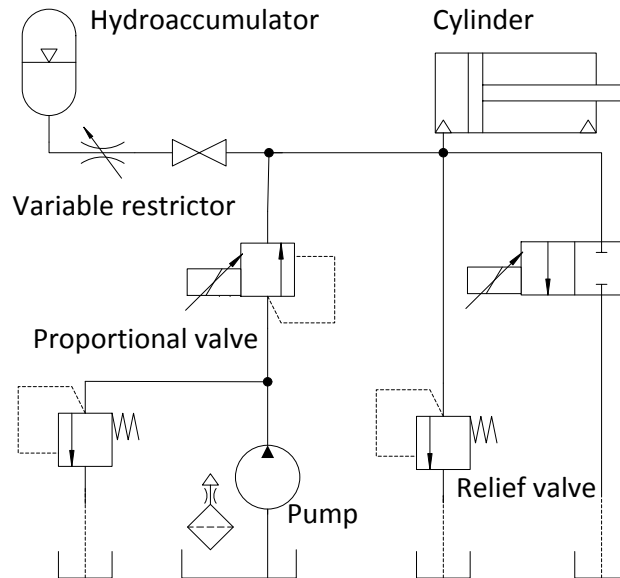 Hydroaccumulator
Cylinder
Variable restrictor
Proportional valve
Relief valve
Pump